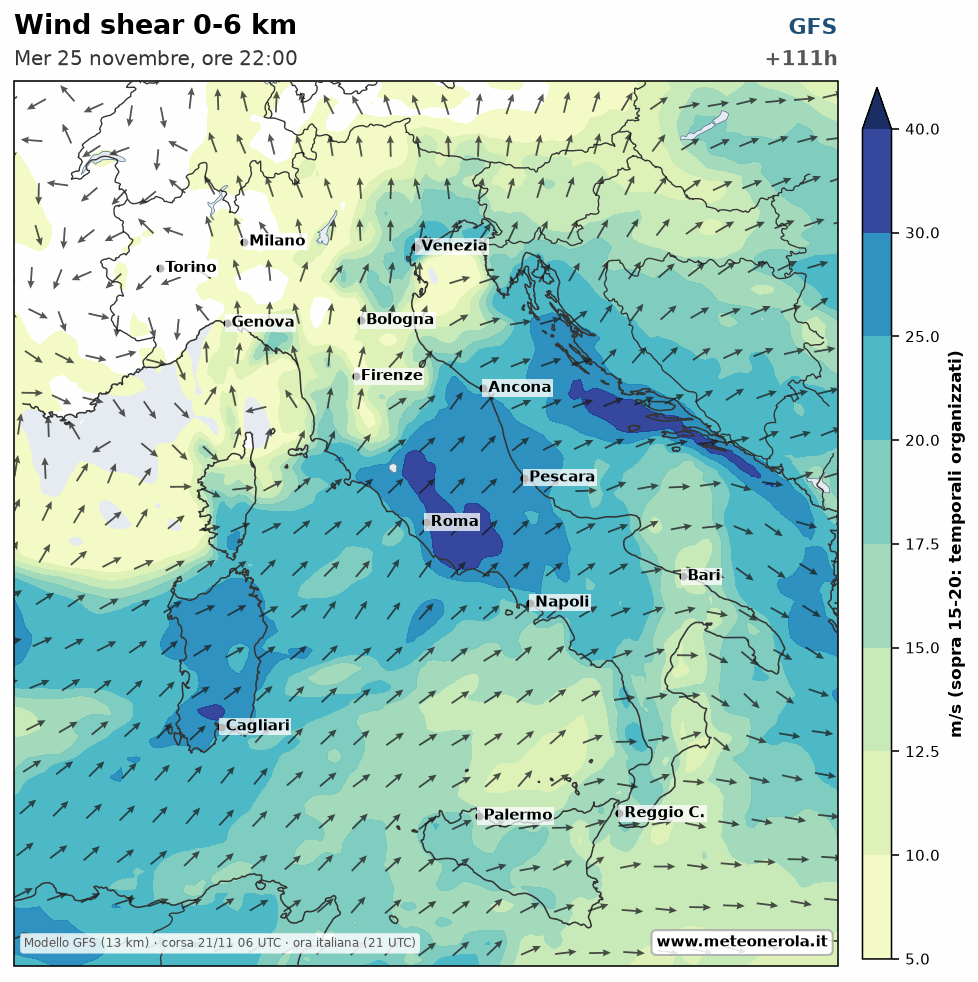 Wind shear 0-6 km
GFS
Mer 25 novembre, ore 22:00
+111h
40.0
30.0
25.0
20.0
17.5
15.0
12.5
10.0
5.0
m/s (sopra 15-20: temporali organizzati)
Milano
Venezia
Torino
Genova
Bologna
Firenze
Ancona
Pescara
Roma
Bari
Napoli
Cagliari
Palermo
Reggio C.
Modello GFS (13 km) · corsa 21/11 06 UTC · ora italiana (21 UTC)
www.meteonerola.it